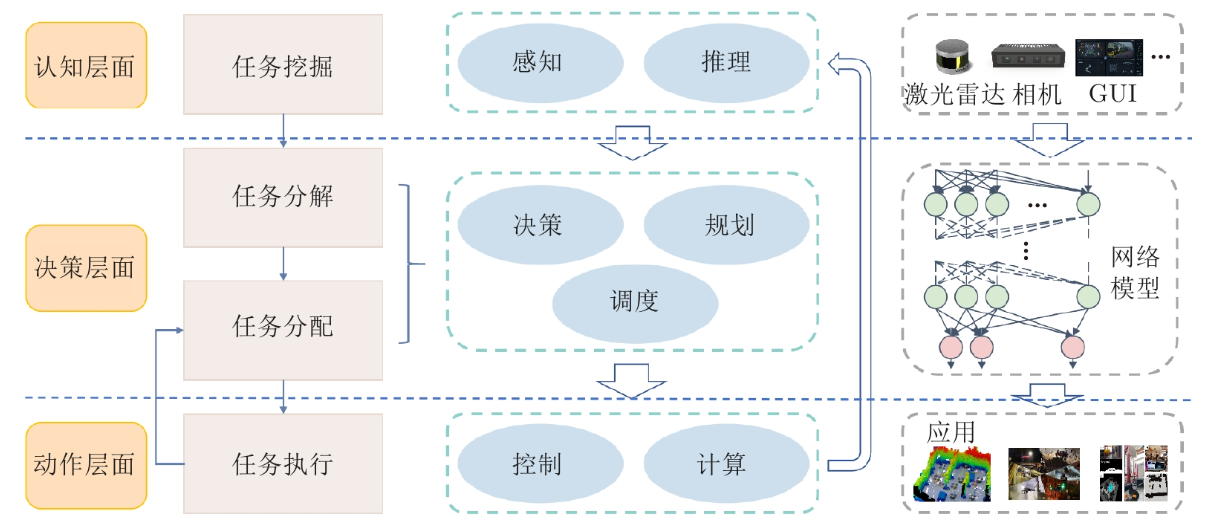 认知层面
任务挖掘
感知
推理
激光雷达 相机 GUI
任务分解
决策
规划
决策层面
任务分配
调度
网络
模型
动作层面
任务执行
控制
计算
应用